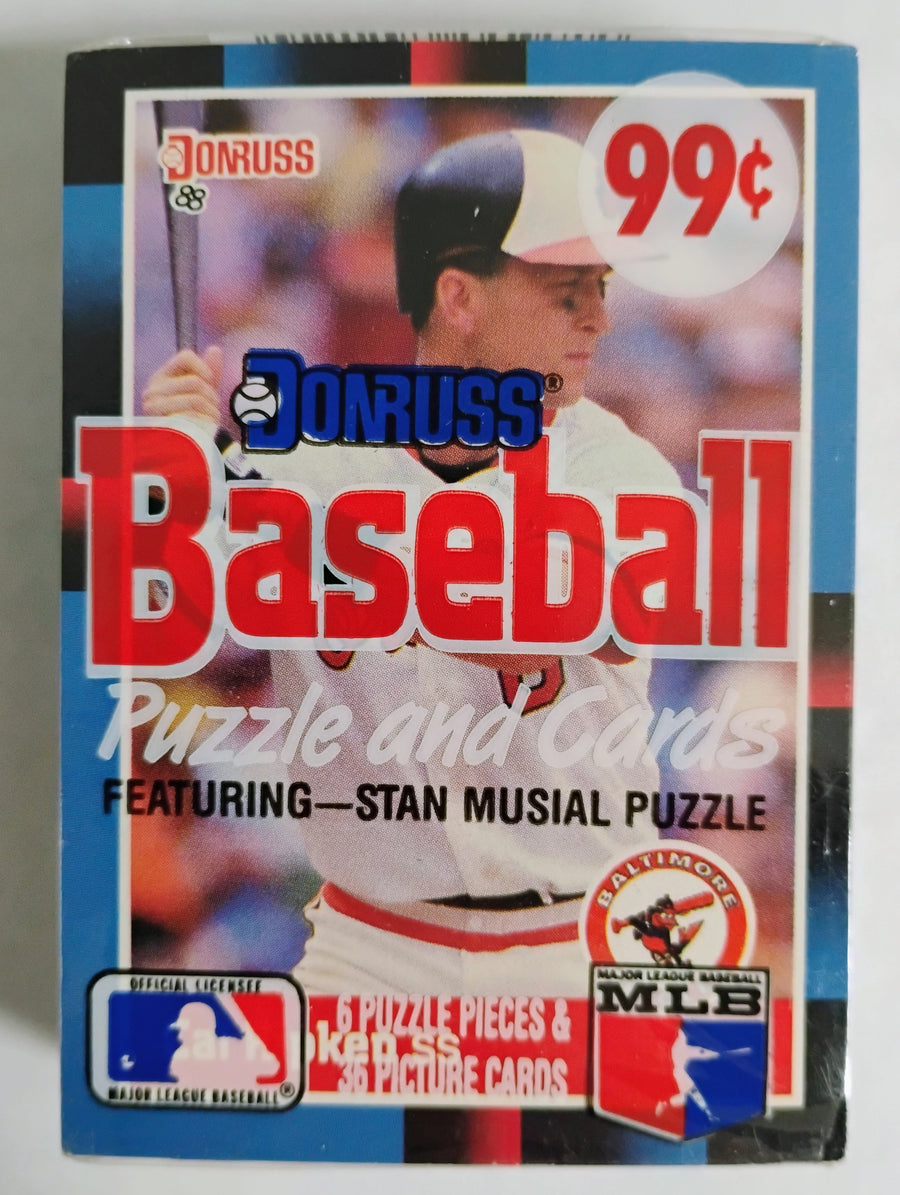 DONRUSS
88
99¢
DONRUSS®
Baseball
Puzzle and Cards
FEATURING—STAN MUSIAL PUZZLE
BALTIMORE
OFFICIAL LICENSEE
MAJOR LEAGUE BASEBALL®
6 PUZZLE PIECES &
36 PICTURE CARDS
SS
MAJOR LEAGUE BASEBALL
MLB